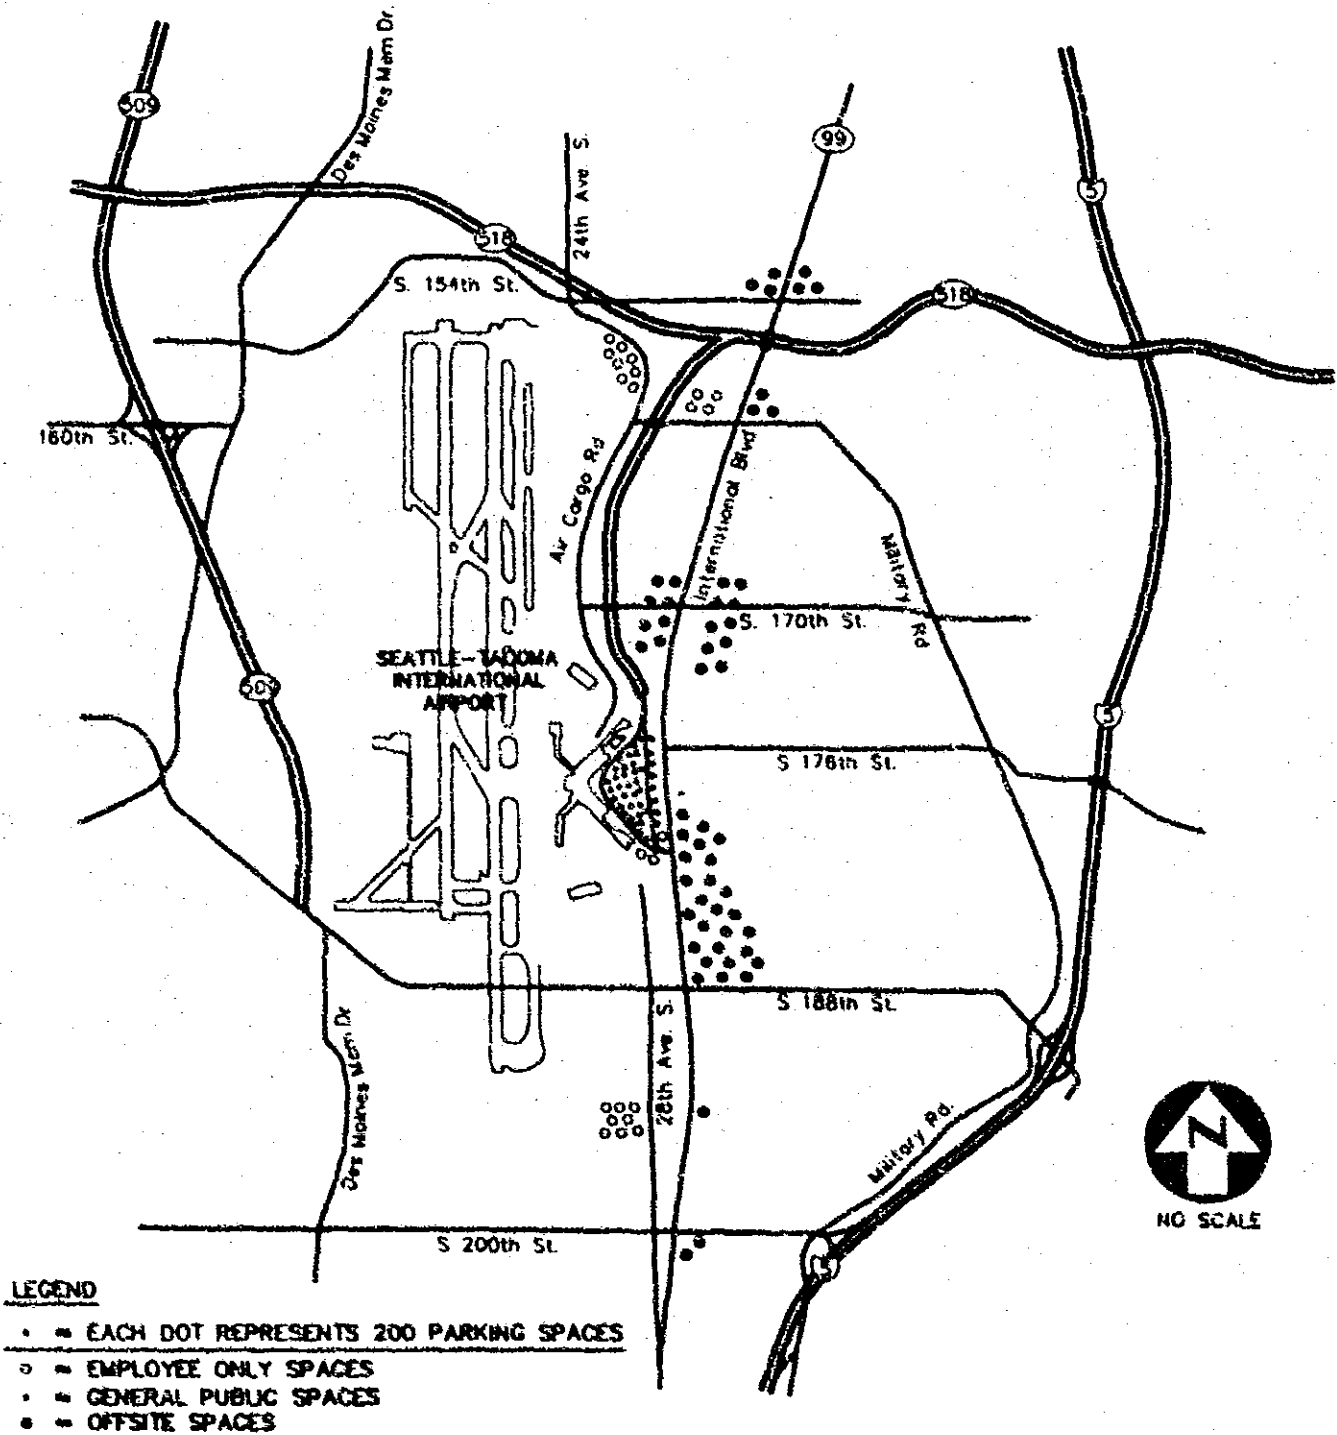 Des Moines Mem Dr.
509
99
24th Ave S.
5
518
S. 154th St.
518
160th St.
Air Cargo Rd
International Blvd
Military Rd
S. 170th St.
SEATTLE-TACOMA
INTERNATIONAL
AIRPORT
509
5
S 176th St.
S 188th St.
28th Ave. S.
Des Moines Mem Dr
Military Rd.
N
NO SCALE
S 200th St.
5
LEGEND
• = EACH DOT REPRESENTS 200 PARKING SPACES
o = EMPLOYEE ONLY SPACES
· = GENERAL PUBLIC SPACES
● = OFFSITE SPACES